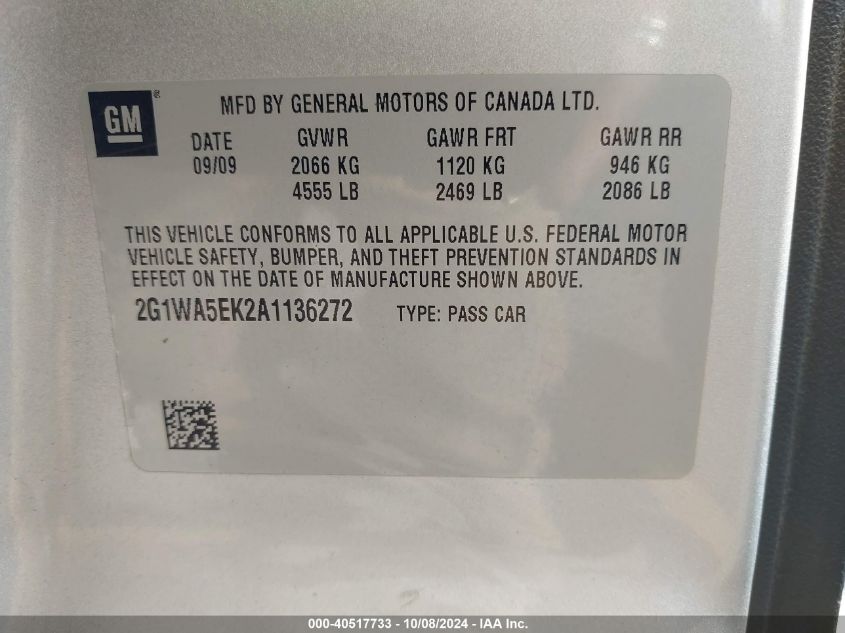 GM®
MFD BY GENERAL MOTORS OF CANADA LTD.
DATE GVWR GAWR FRT GAWR RR
09/09 2066 KG 1120 KG 946 KG
4555 LB 2469 LB 2086 LB
THIS VEHICLE CONFORMS TO ALL APPLICABLE U.S. FEDERAL MOTOR
VEHICLE SAFETY, BUMPER, AND THEFT PREVENTION STANDARDS IN
EFFECT ON THE DATE OF MANUFACTURE SHOWN ABOVE.
2G1WA5EK2A1136272 TYPE: PASS CAR
000-40517733 - 10/08/2024 - IAA Inc.